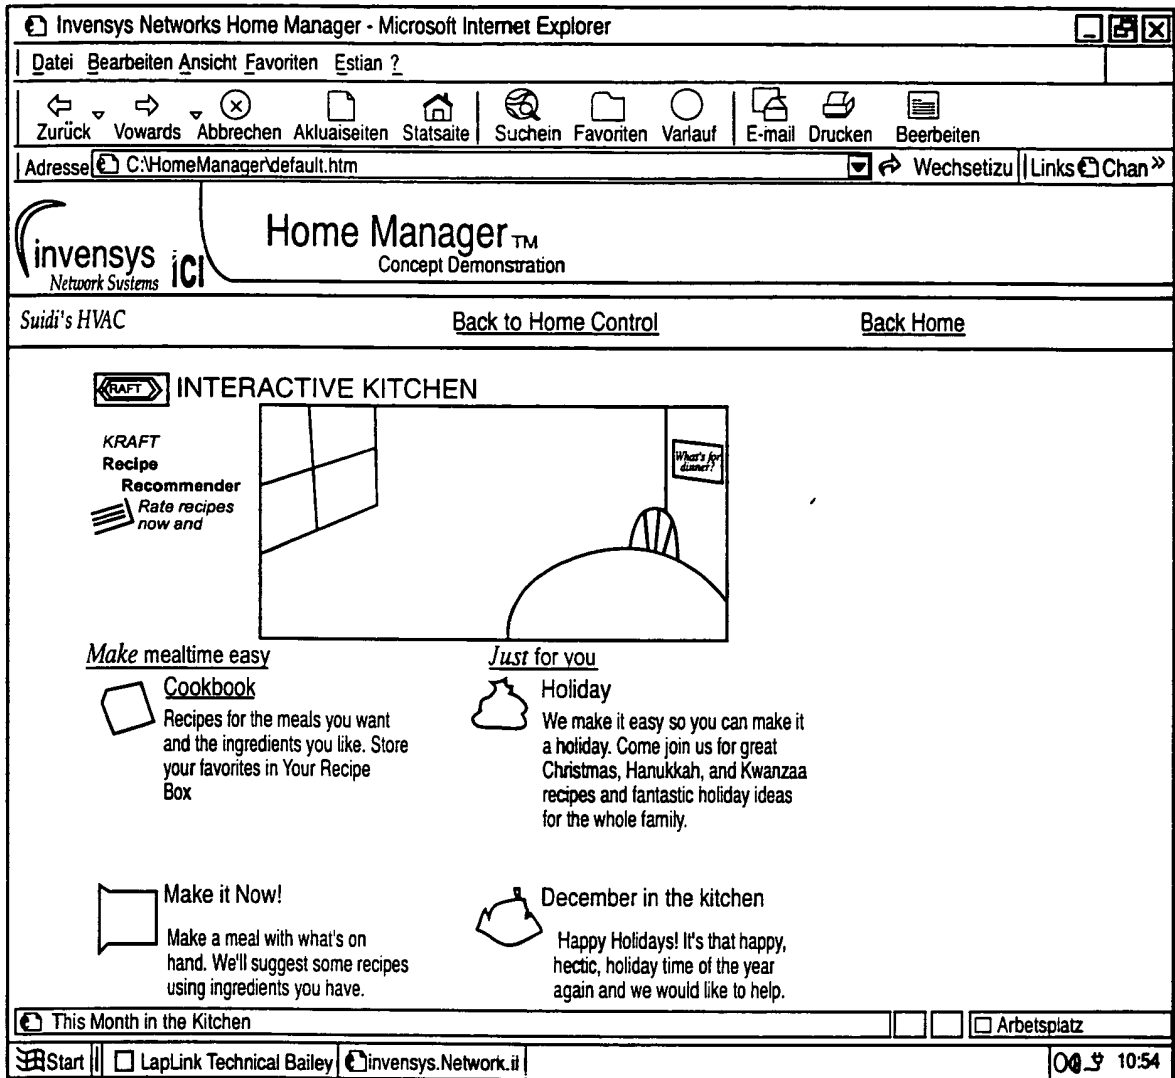 Invensys Networks Home Manager - Microsoft Internet Explorer
Datei Bearbeiten Ansicht Favoriten Estian ?
Zurück Vowards Abbrechen Akluaiseiten Statsaite Suchein Favoriten Varlauf E-mail Drucken Beerbeiten
Adresse C:\HomeManager\default.htm Wechsetizu Links Chan»
invensys
Network Sustems
iCI
Home Manager TM
Concept Demonstration
Suidi's HVAC Back to Home Control Back Home
KRAFT INTERACTIVE KITCHEN
KRAFT
Recipe
Recommender
Rate recipes
now and
What's for
dinner?
Make mealtime easy
Cookbook
Recipes for the meals you want
and the ingredients you like. Store
your favorites in Your Recipe
Box
Just for you
Holiday
We make it easy so you can make it
a holiday. Come join us for great
Christmas, Hanukkah, and Kwanzaa
recipes and fantastic holiday ideas
for the whole family.
Make it Now!
Make a meal with what's on
hand. We'll suggest some recipes
using ingredients you have.
December in the kitchen
Happy Holidays! It's that happy,
hectic, holiday time of the year
again and we would like to help.
This Month in the Kitchen Arbetsplatz
Start LapLink Technical Bailey invensys.Network.il 10:54